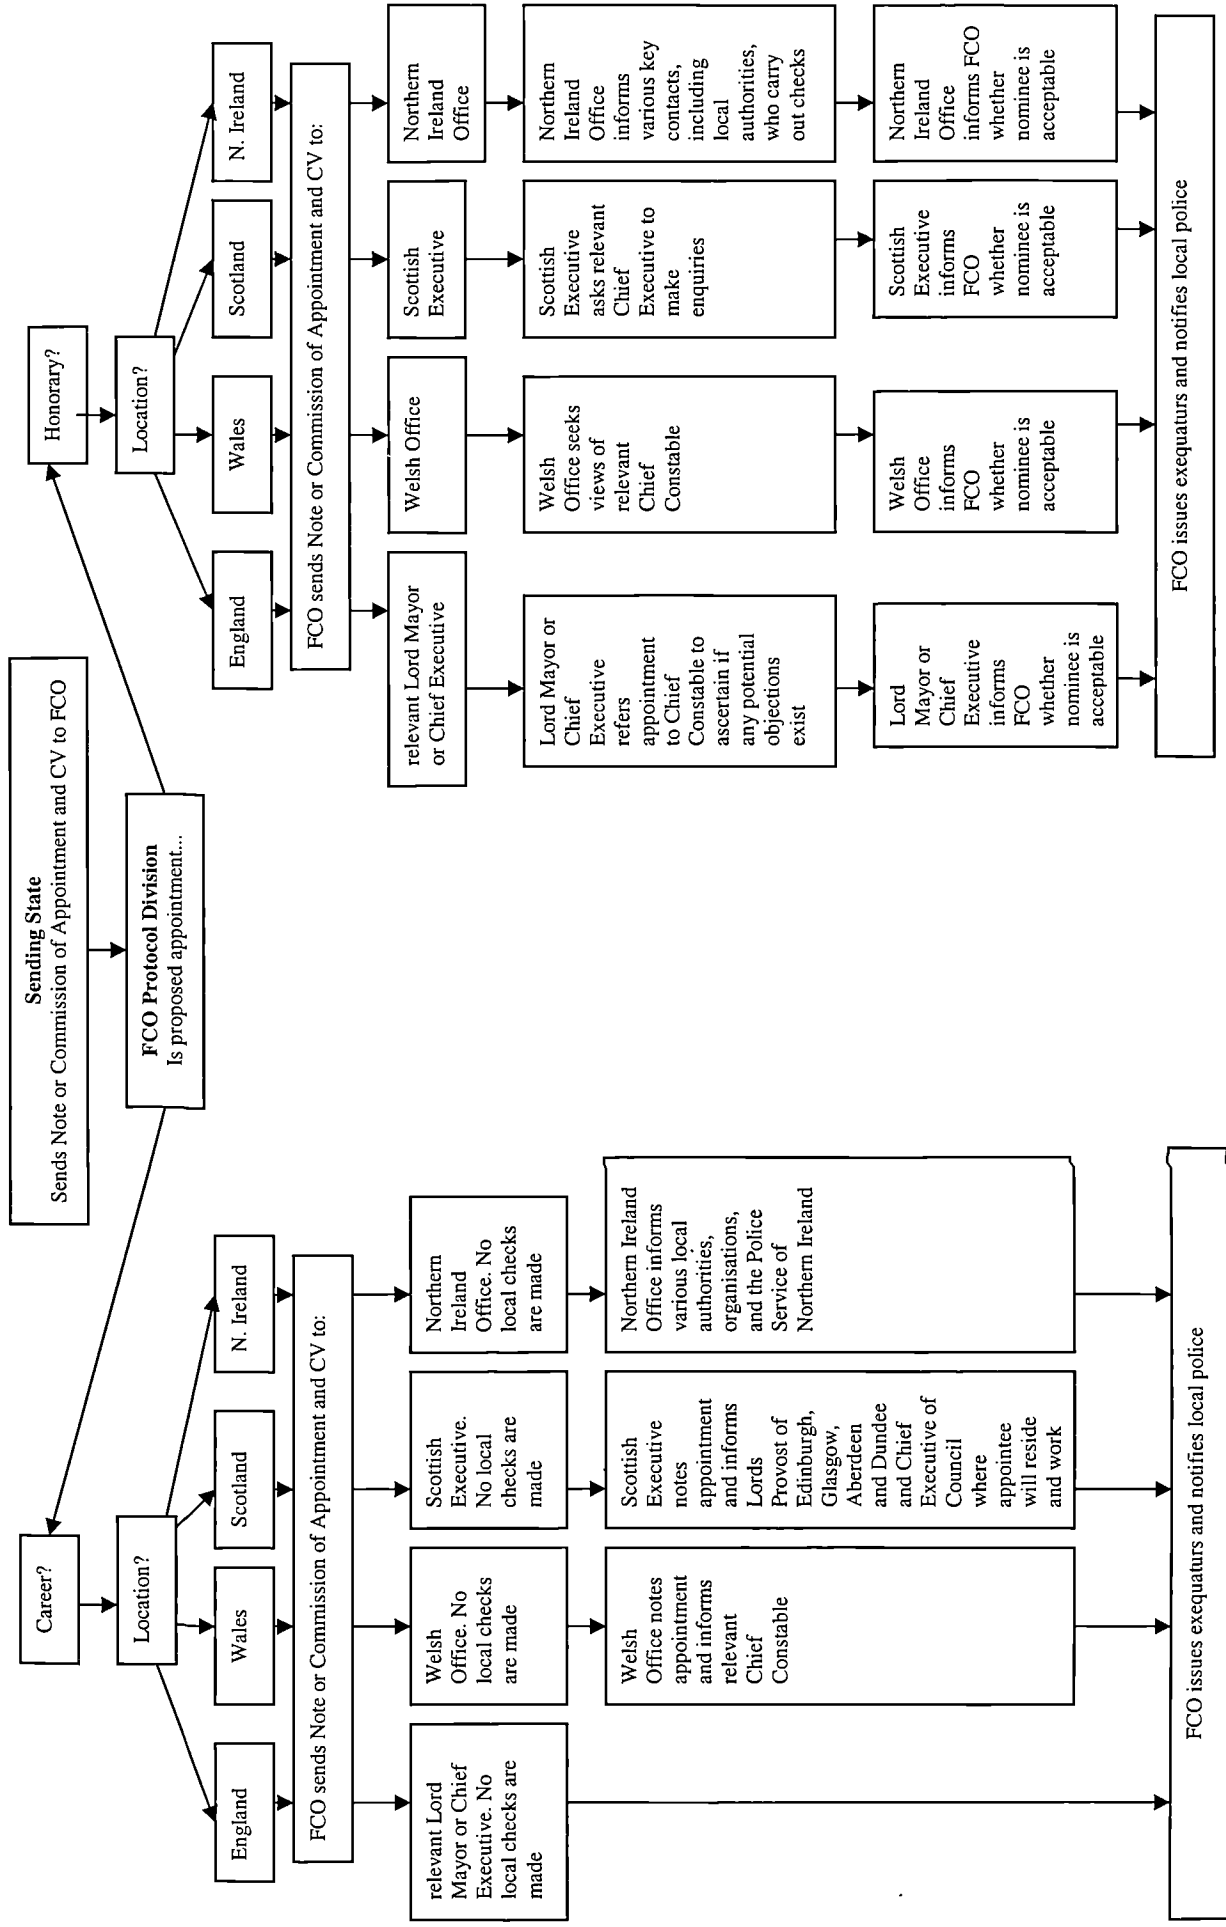 Sending State
Sends Note or Commission of Appointment and CV to FCO
FCO Protocol Division
Is proposed appointment...
Career?
Location?
England
Wales
Scotland
N. Ireland
FCO sends Note or Commission of Appointment and CV to:
relevant Lord
Mayor or Chief
Executive. No
local checks are
made
Welsh
Office. No
local checks
are made
Scottish
Executive.
No local
checks are
made
Northern
Ireland
Office. No
local checks
are made
Welsh
Office notes
appointment
and informs
relevant
Chief
Constable
Scottish
Executive
notes
appointment
and informs
Lords
Provost of
Edinburgh,
Glasgow,
Aberdeen
and Dundee
and Chief
Executive of
Council
where
appointee
will reside
and work
Northern Ireland
Office informs
various local
authorities,
organisations,
and the Police
Service of
Northern Ireland
FCO issues exequaturs and notifies local police
Honorary?
Location?
England
Wales
Scotland
N. Ireland
FCO sends Note or Commission of Appointment and CV to:
relevant Lord Mayor
or Chief Executive
Welsh Office
Scottish
Executive
Northern
Ireland
Office
Lord Mayor or
Chief
Executive
refers
appointment
to Chief
Constable to
ascertain if
any potential
objections
exist
Welsh
Office seeks
views of
relevant
Chief
Constable
Scottish
Executive
asks relevant
Chief
Executive to
make
enquiries
Northern
Ireland
Office
informs
various key
contacts,
including
local
authorities,
who carry
out checks
Lord
Mayor or
Chief
Executive
informs
FCO
whether
nominee is
acceptable
Welsh
Office
informs
FCO
whether
nominee is
acceptable
Scottish
Executive
informs
FCO
whether
nominee is
acceptable
Northern
Ireland
Office
informs FCO
whether
nominee is
acceptable
FCO issues exequaturs and notifies local police